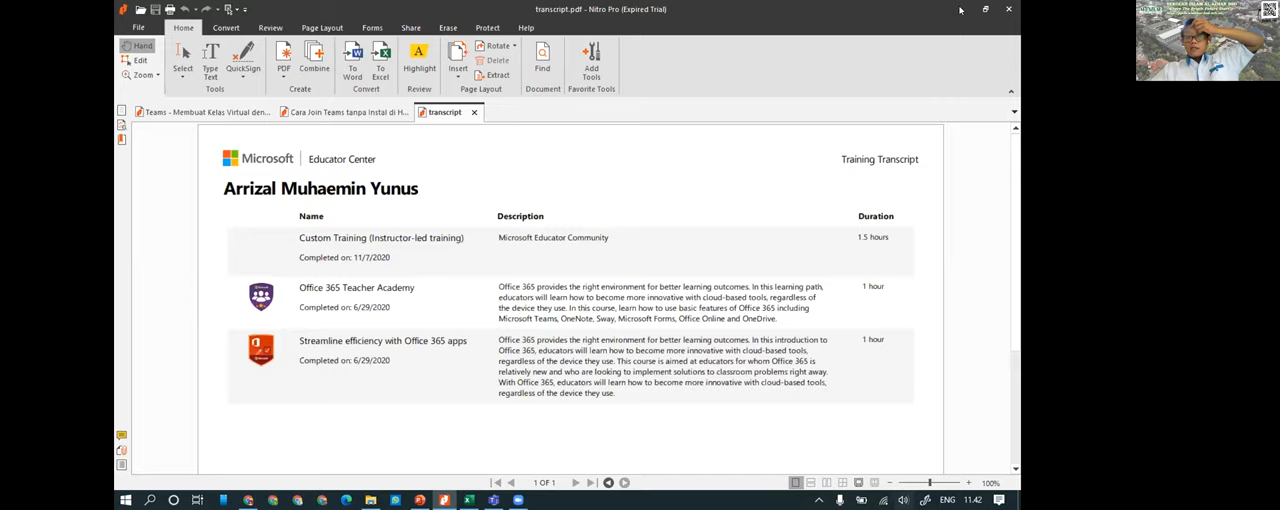 transcript.pdf - Nitro Pro (Expired Trial)
File
Home
Convert
Review
Page Layout
Forms
Share
Erase
Protect
Help
Hand
Edit
Zoom
Select
Type Text
QuickSign
Tools
PDF
Combine
Create
To Word
To Excel
Convert
Highlight
Review
Insert
Rotate
Delete
Extract
Page Layout
Find
Document
Add Tools
Favorite Tools
Teams - Membuat Kelas Virtual den...
Cara Join Teams tanpa Instal di H...
transcript
Microsoft
Educator Center
Training Transcript
Arrizal Muhaemin Yunus
Name
Description
Duration
Custom Training (Instructor-led training)
Microsoft Educator Community
1.5 hours
Completed on: 11/7/2020
Office 365 Teacher Academy
Completed on: 6/29/2020
Office 365 provides the right environment for better learning outcomes. In this learning path,
educators will learn how to become more innovative with cloud-based tools, regardless of
the device they use. In this course, learn how to use basic features of Office 365 including
Microsoft Teams, OneNote, Sway, Microsoft Forms, Office Online and OneDrive.
1 hour
Streamline efficiency with Office 365 apps
Completed on: 6/29/2020
Office 365 provides the right environment for better learning outcomes. In this introduction to
Office 365, educators will learn how to become more innovative with cloud-based tools,
regardless of the device they use. This course is aimed at educators for whom Office 365 is
relatively new and who are looking to implement solutions to classroom problems right away.
With Office 365, educators will learn how to become more innovative with cloud-based tools,
regardless of the device they use.
1 hour
1 OF 1
100%
ENG
11.42